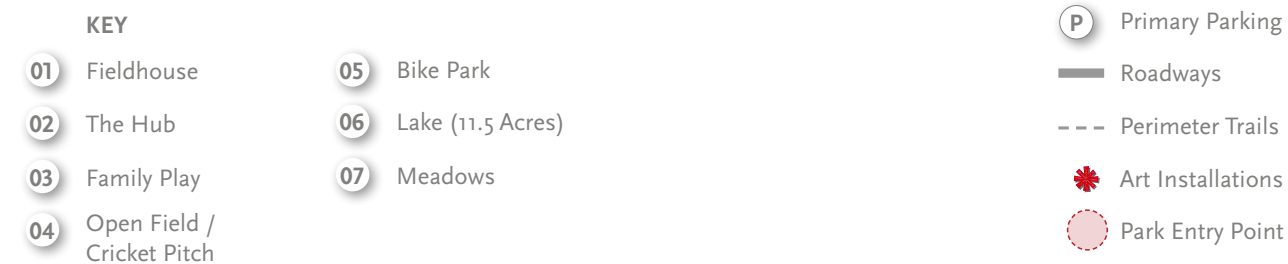 KEY
01 Fieldhouse
02 The Hub
03 Family Play
04 Open Field /
Cricket Pitch
05 Bike Park
06 Lake (11.5 Acres)
07 Meadows
P Primary Parking
Roadways
Perimeter Trails
Art Installations
Park Entry Point